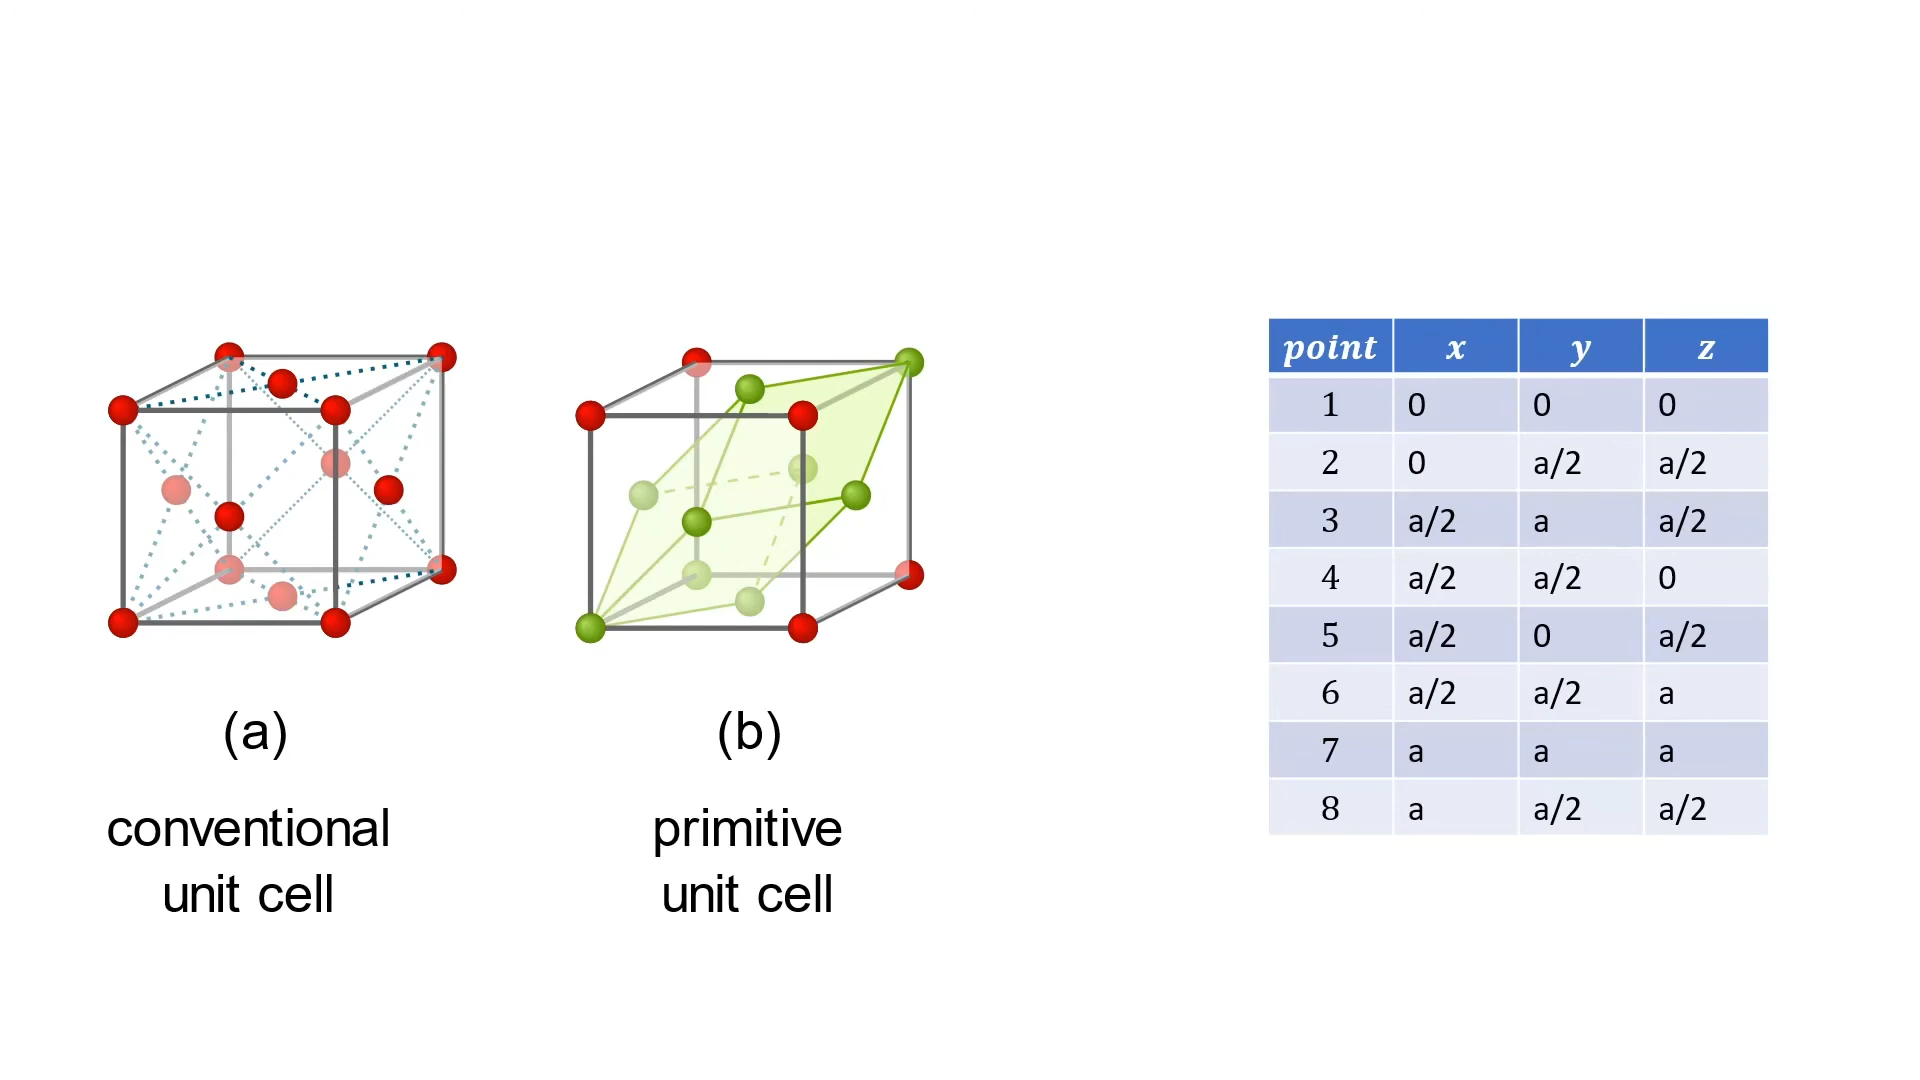 (a)
conventional
unit cell
(b)
primitive
unit cell
point x y z
1 0 0 0
2 0 a/2 a/2
3 a/2 a a/2
4 a/2 a/2 0
5 a/2 0 a/2
6 a/2 a/2 a
7 a a a
8 a a/2 a/2